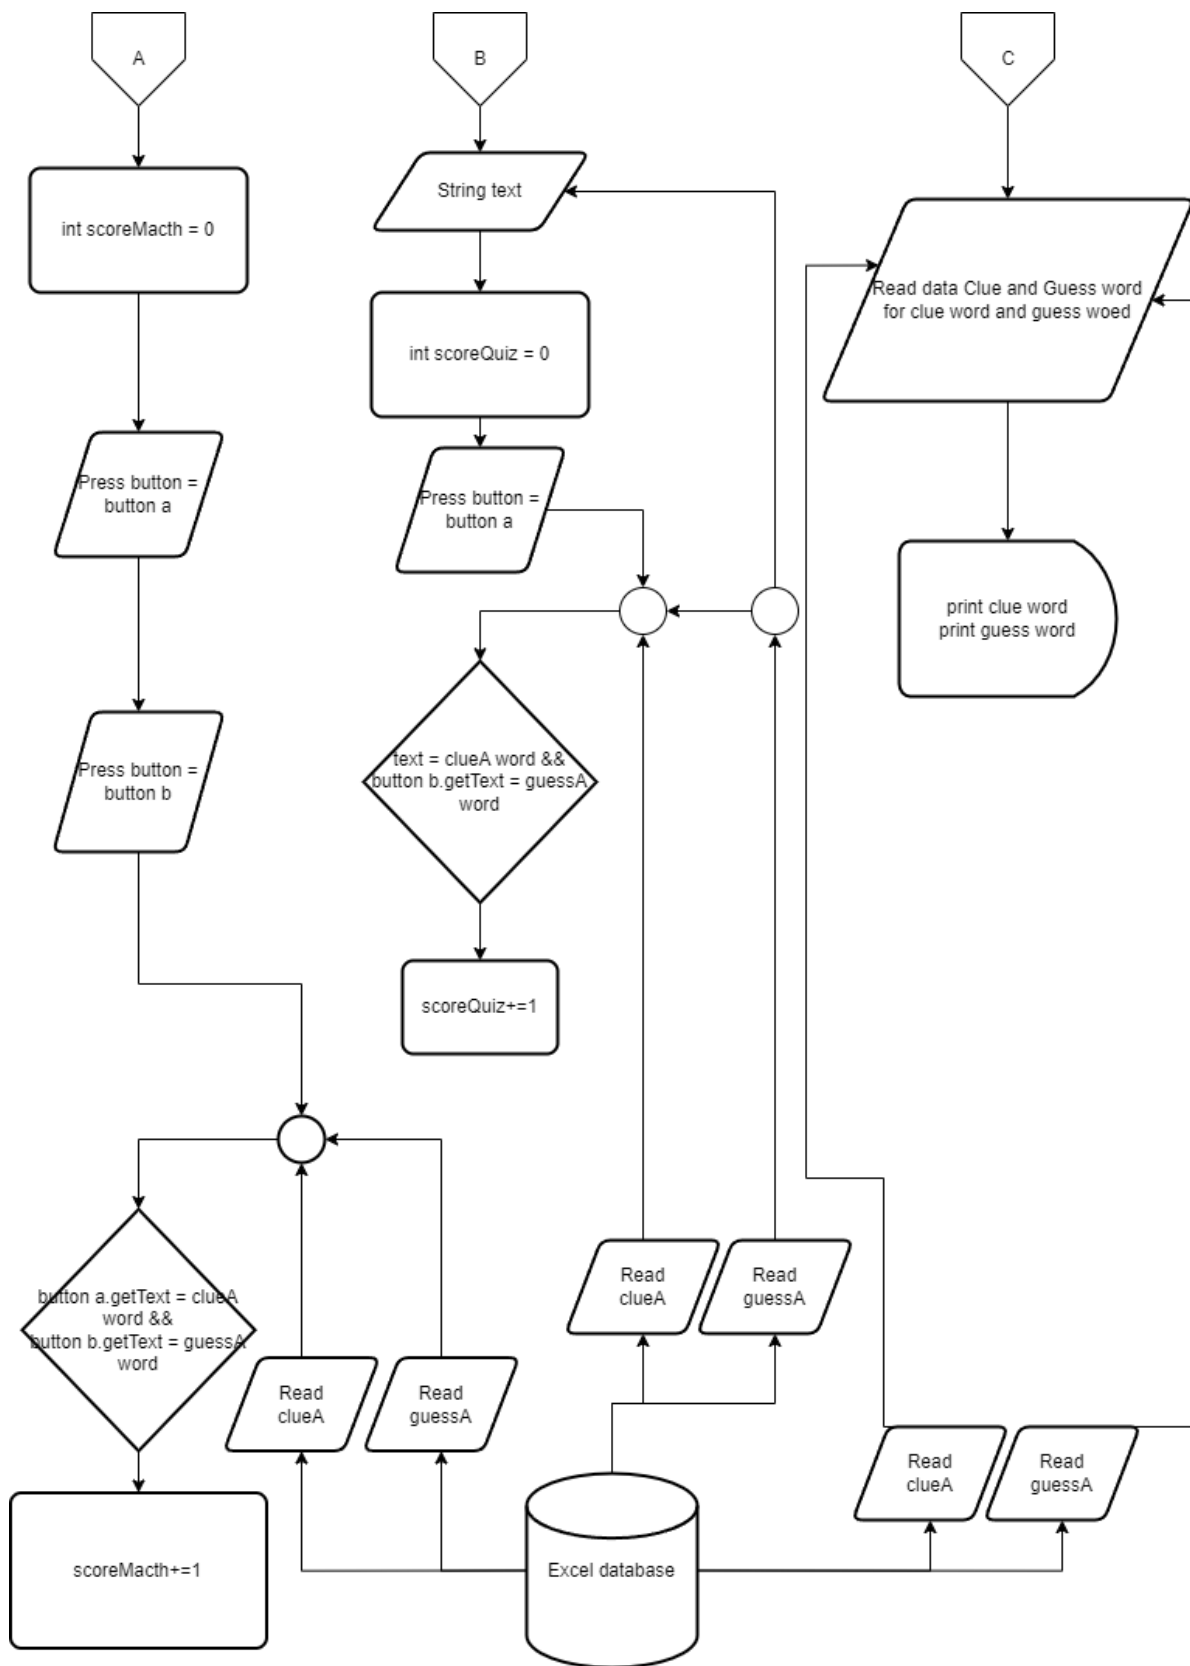 A
int scoreMacth = 0
Press button =
button a
Press button =
button b
button a.getText = clueA
word &&
button b.getText = guessA
word
scoreMacth+=1
Read
clueA
Read
guessA
B
String text
int scoreQuiz = 0
Press button =
button a
text = clueA word &&
button b.getText = guessA
word
scoreQuiz+=1
Read
clueA
Read
guessA
Excel database
C
Read data Clue and Guess word
for clue word and guess woed
print clue word
print guess word
Read
clueA
Read
guessA